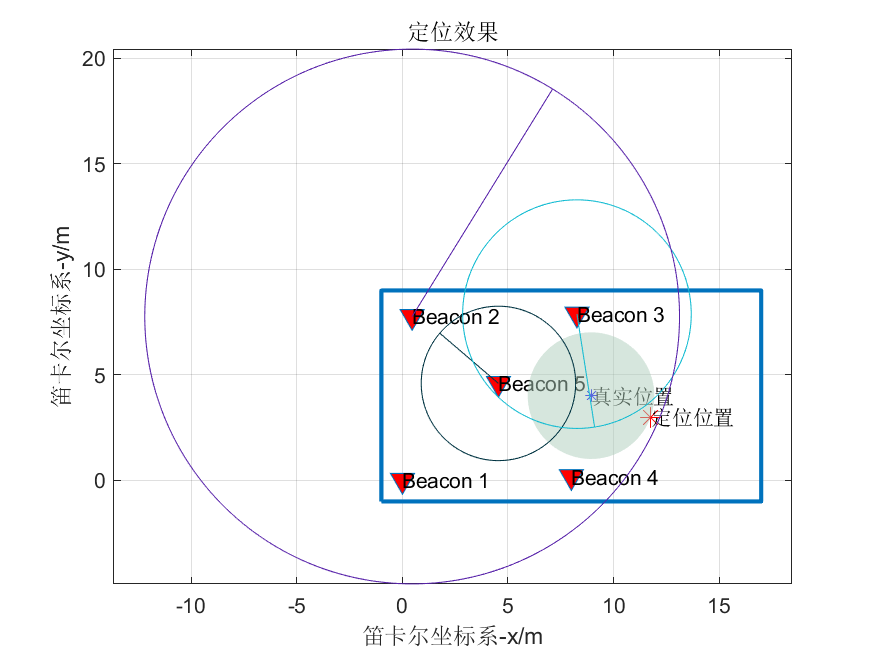 定位效果
笛卡尔坐标系-y/m
20
15
10
5
0
Beacon 2
Beacon 3
Beacon 5
真实位置
定位位置
Beacon 1
Beacon 4
-10
-5
0
5
10
15
笛卡尔坐标系-x/m